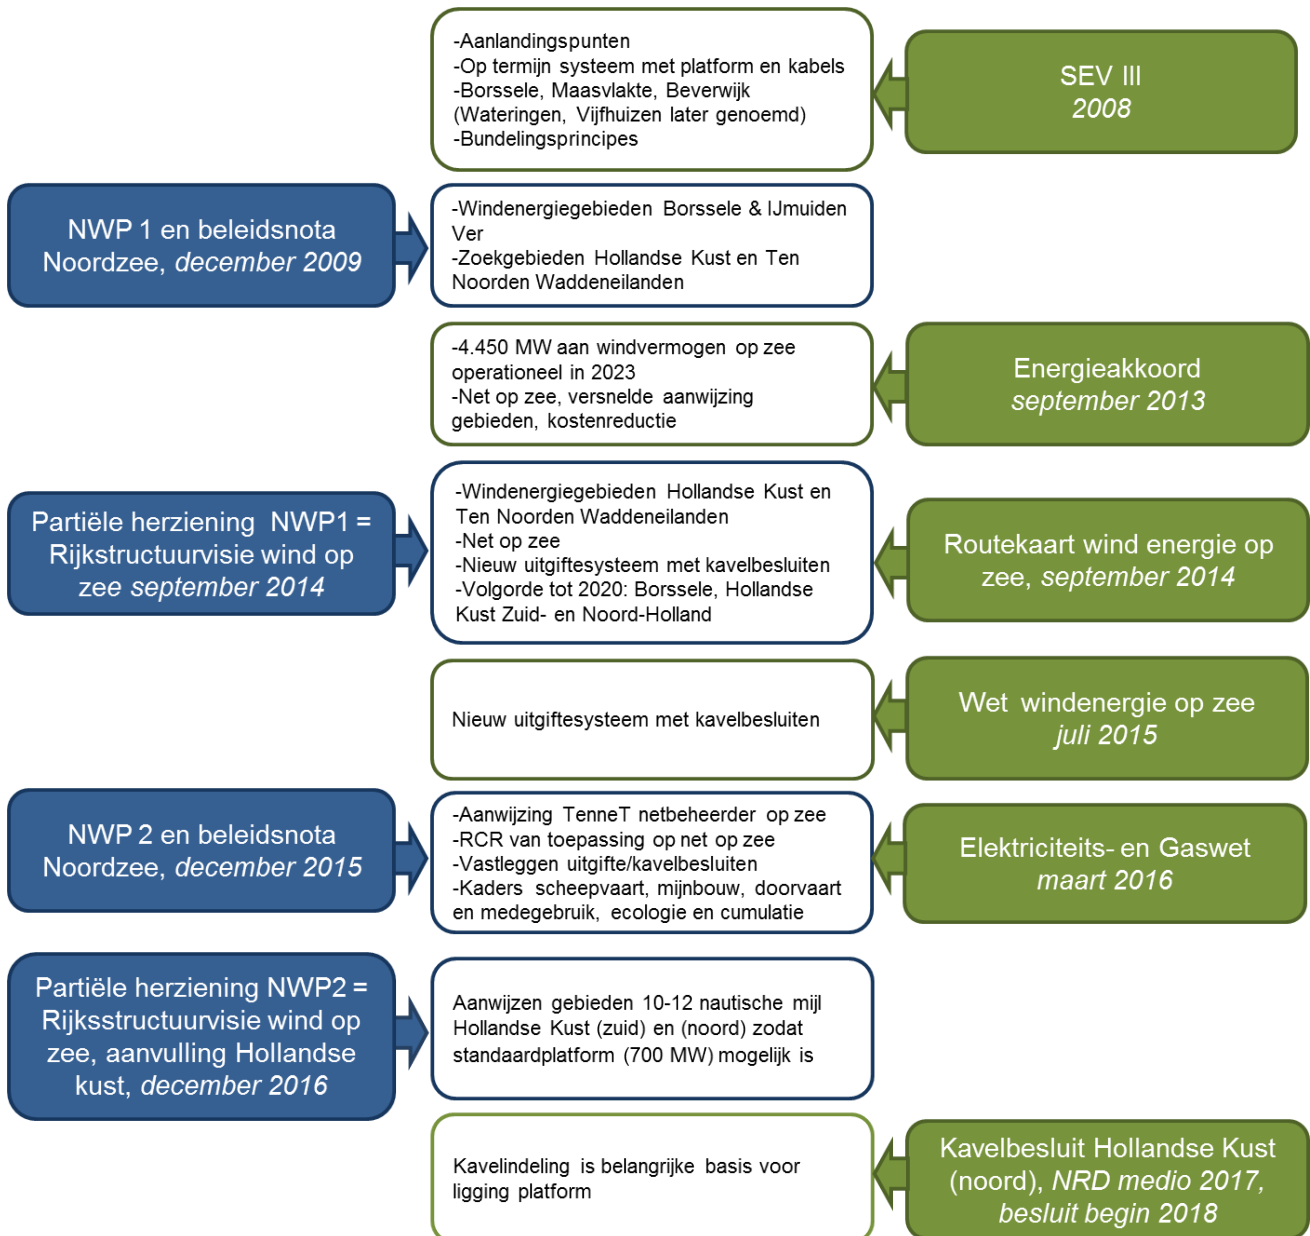 -Aanlandingspunten
-Op termijn systeem met platform en kabels
-Borssele, Maasvlakte, Beverwijk
(Wateringen, Vijfhuizen later genoemd)
-Bundelingsprincipes
SEV III
2008
NWP 1 en beleidsnota
Noordzee, december 2009
-Windenergiegebieden Borssele & IJmuiden
Ver
-Zoekgebieden Hollandse Kust en Ten
Noorden Waddeneilanden
-4.450 MW aan windvermogen op zee
operationeel in 2023
-Net op zee, versnelde aanwijzing
gebieden, kostenreductie
Energieakkoord
september 2013
Partiële herziening NWP1 =
Rijkstructuurvisie wind op
zee september 2014
-Windenergiegebieden Hollandse Kust en
Ten Noorden Waddeneilanden
-Net op zee
-Nieuw uitgiftesysteem met kavelbesluiten
-Volgorde tot 2020: Borssele, Hollandse
Kust Zuid- en Noord-Holland
Routekaart wind energie op
zee, september 2014
Nieuw uitgiftesysteem met kavelbesluiten
Wet windenergie op zee
juli 2015
NWP 2 en beleidsnota
Noordzee, december 2015
-Aanwijzing TenneT netbeheerder op zee
-RCR van toepassing op net op zee
-Vastleggen uitgifte/kavelbesluiten
-Kaders scheepvaart, mijnbouw, doorvaart
en medegebruik, ecologie en cumulatie
Elektriciteits- en Gaswet
maart 2016
Partiële herziening NWP2 =
Rijksstructuurvisie wind op
zee, aanvulling Hollandse
kust, december 2016
Aanwijzen gebieden 10-12 nautische mijl
Hollandse Kust (zuid) en (noord) zodat
standaardplatform (700 MW) mogelijk is
Kavelindeling is belangrijke basis voor
ligging platform
Kavelbesluit Hollandse Kust
(noord), NRD medio 2017,
besluit begin 2018